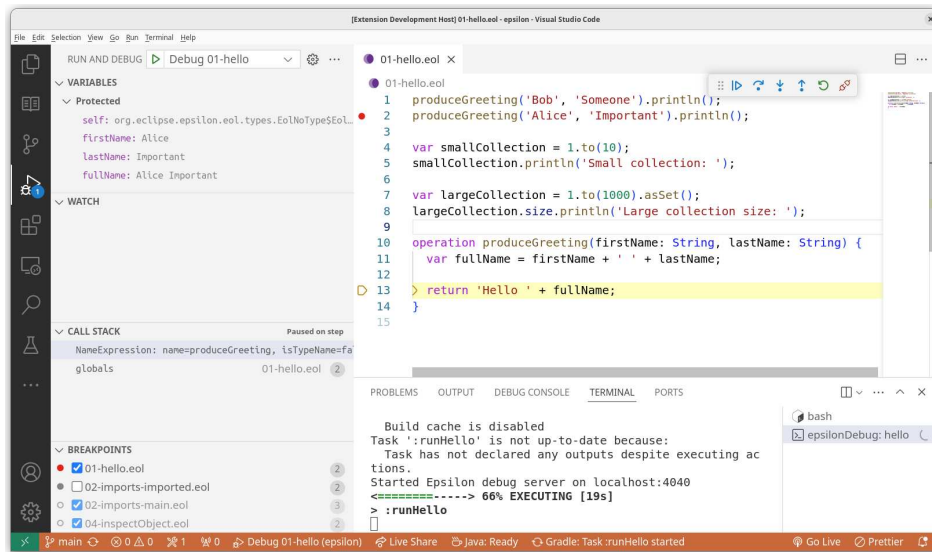 [Extension Development Host] 01-hello.eol - epsilon - Visual Studio Code
File Edit Selection View Go Run Terminal Help
RUN AND DEBUG Debug 01-hello
VARIABLES
Protected
self: org.eclipse.epsilon.eol.types.EolNoType$Eol…
firstName: Alice
lastName: Important
fullName: Alice Important
WATCH
CALL STACK Paused on step
NameExpression: name=produceGreeting, isTypeName=fa
globals 01-hello.eol 2
BREAKPOINTS
01-hello.eol 2
02-imports-imported.eol 2
02-imports-main.eol 3
04-inspectObject.eol 2
1
01-hello.eol
01-hello.eol
1 produceGreeting('Bob', 'Someone').println();
2 produceGreeting('Alice', 'Important').println();
3
4 var smallCollection = 1.to(10);
5 smallCollection.println('Small collection: ');
6
7 var largeCollection = 1.to(1000).asSet();
8 largeCollection.size.println('Large collection size: ');
9
10 operation produceGreeting(firstName: String, lastName: String) {
11 var fullName = firstName + ' ' + lastName;
12
13 return 'Hello ' + fullName;
14 }
15
PROBLEMS OUTPUT DEBUG CONSOLE TERMINAL PORTS
Build cache is disabled
Task ':runHello' is not up-to-date because:
Task has not declared any outputs despite executing ac
tions.
Started Epsilon debug server on localhost:4040
<========-----> 66% EXECUTING [19s]
> :runHello
bash
epsilonDebug: hello
main 0 0 1 0 Debug 01-hello (epsilon) Live Share Java: Ready Gradle: Task :runHello started Go Live Prettier